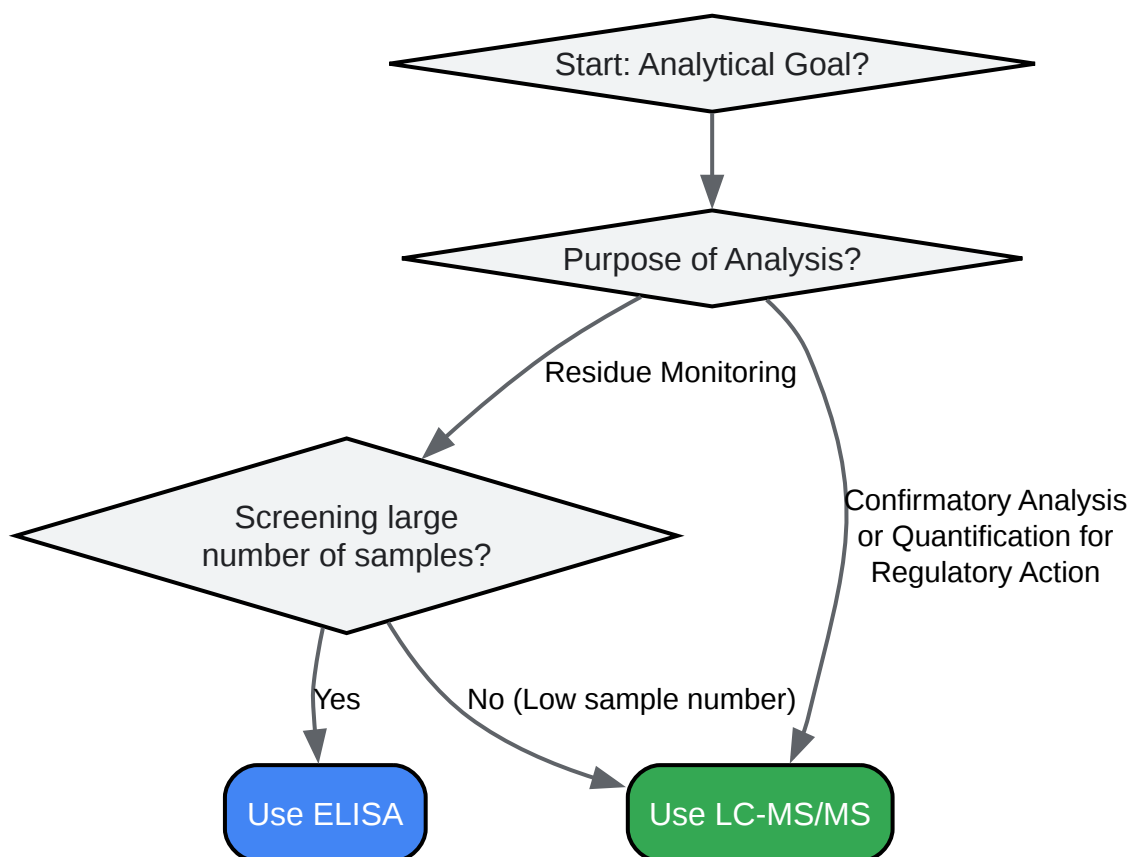 Start: Analytical Goal?
Purpose of Analysis?
Residue Monitoring
Confirmatory Analysis
or Quantification for
Regulatory Action
Screening large
number of samples?
Yes
No (Low sample number)
Use ELISA
Use LC-MS/MS